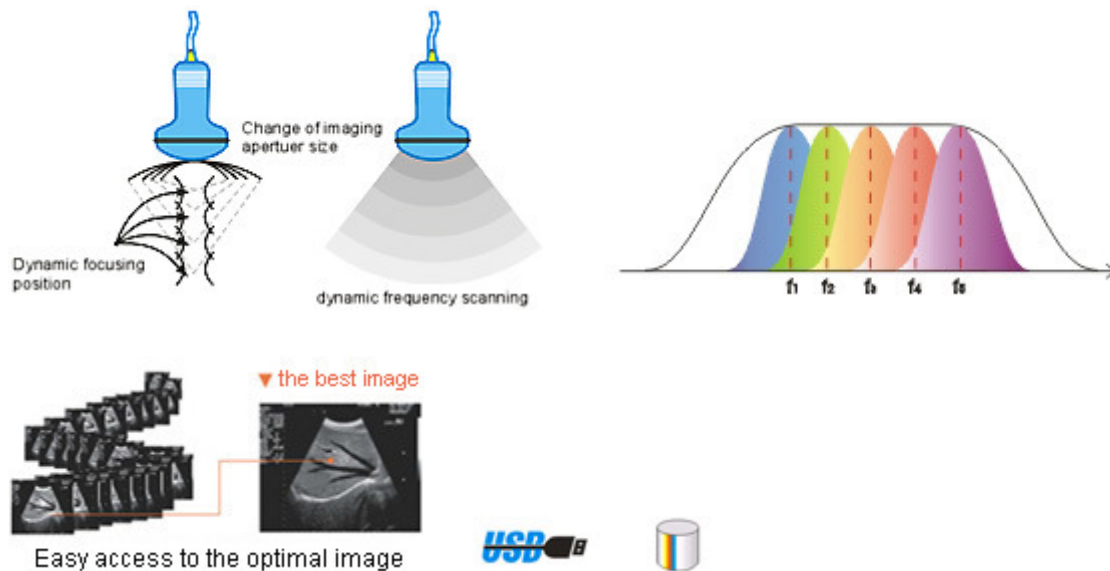 Change of imaging
apertuer size
Dynamic focusing
position
dynamic frequency scanning
f1 f2 f3 f4 f5
▼ the best image
Easy access to the optimal image
USB